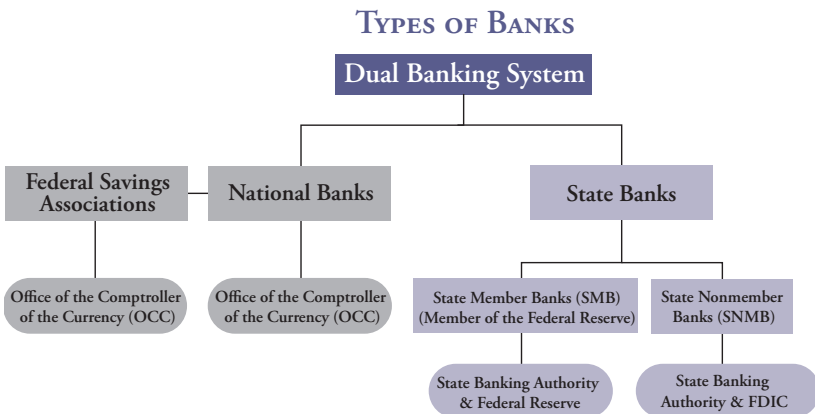 TYPES OF BANKS
Dual Banking System
Federal Savings
Associations
National Banks
State Banks
Office of the Comptroller
of the Currency (OCC)
Office of the Comptroller
of the Currency (OCC)
State Member Banks (SMB)
(Member of the Federal Reserve)
State Nonmember
Banks (SNMB)
State Banking Authority
& Federal Reserve
State Banking
Authority & FDIC